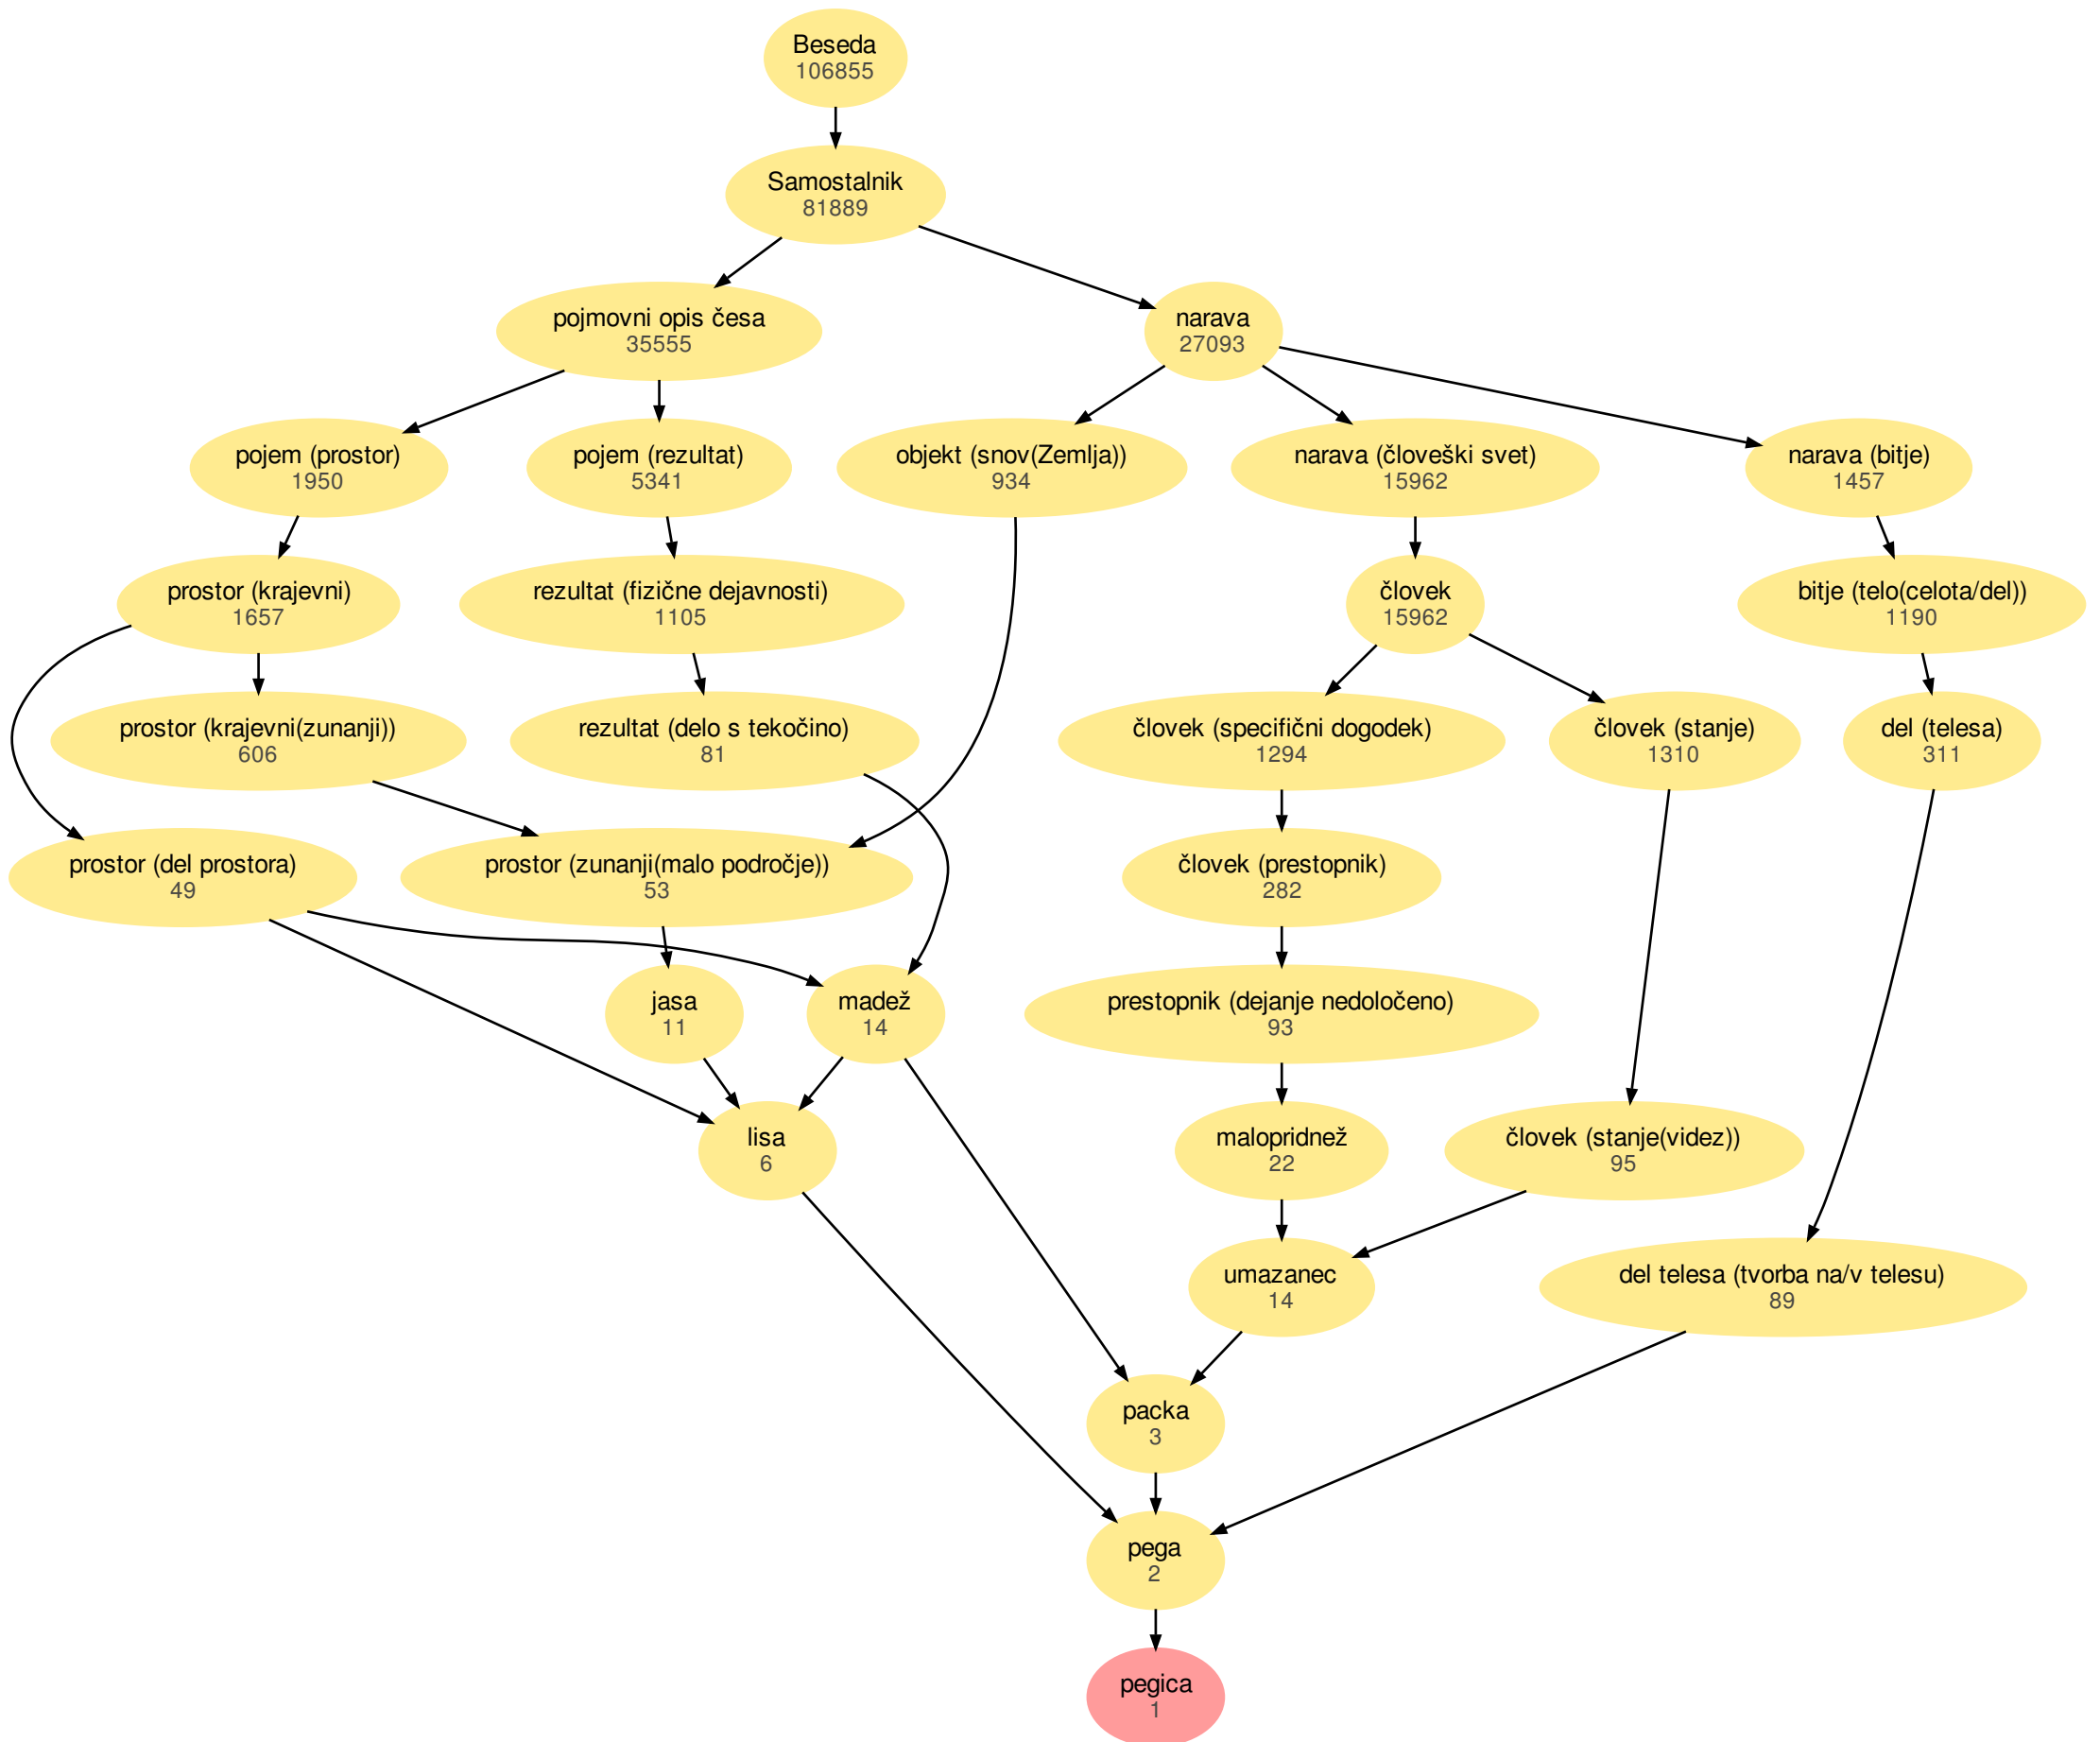 Beseda
106855
Samostalnik
81889
pojmovni opis česa
35555
narava
27093
pojem (prostor)
1950
pojem (rezultat)
5341
objekt (snov(Zemlja))
934
narava (človeški svet)
15962
narava (bitje)
1457
prostor (krajevni)
1657
rezultat (fizične dejavnosti)
1105
človek
15962
bitje (telo(celota/del))
1190
prostor (krajevni(zunanji))
606
rezultat (delo s tekočino)
81
človek (specifični dogodek)
1294
človek (stanje)
1310
del (telesa)
311
prostor (del prostora)
49
prostor (zunanji(malo področje))
53
človek (prestopnik)
282
jasa
11
madež
14
prestopnik (dejanje nedoločeno)
93
lisa
6
malopridnež
22
človek (stanje(videz))
95
umazanec
14
del telesa (tvorba na/v telesu)
89
packa
3
pega
2
pegica
1